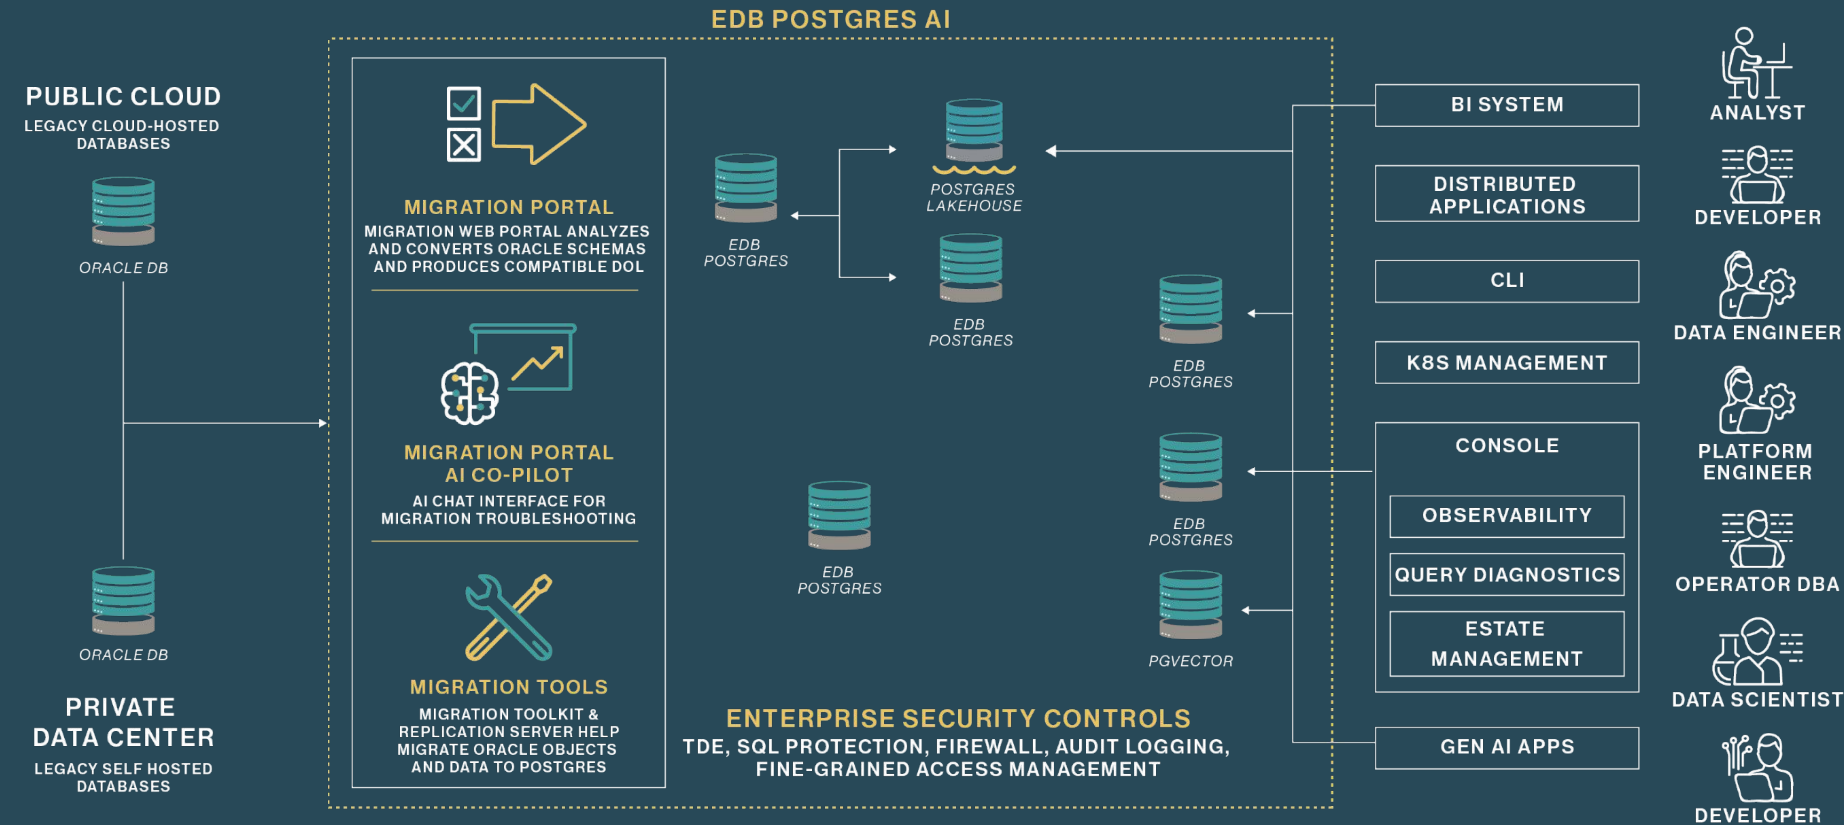 EDB POSTGRES AI
PUBLIC CLOUD
LEGACY CLOUD-HOSTED
DATABASES
ORACLE DB
ORACLE DB
PRIVATE
DATA CENTER
LEGACY SELF HOSTED
DATABASES
MIGRATION PORTAL
MIGRATION WEB PORTAL ANALYZES
AND CONVERTS ORACLE SCHEMAS
AND PRODUCES COMPATIBLE DOL
MIGRATION PORTAL
AI CO-PILOT
AI CHAT INTERFACE FOR
MIGRATION TROUBLESHOOTING
MIGRATION TOOLS
MIGRATION TOOLKIT &
REPLICATION SERVER HELP
MIGRATE ORACLE OBJECTS
AND DATA TO POSTGRES
EDB
POSTGRES
POSTGRES
LAKEHOUSE
EDB
POSTGRES
EDB
POSTGRES
EDB
POSTGRES
EDB
POSTGRES
PGVECTOR
ENTERPRISE SECURITY CONTROLS
TDE, SQL PROTECTION, FIREWALL, AUDIT LOGGING,
FINE-GRAINED ACCESS MANAGEMENT
BI SYSTEM
DISTRIBUTED
APPLICATIONS
CLI
K8S MANAGEMENT
CONSOLE
OBSERVABILITY
QUERY DIAGNOSTICS
ESTATE
MANAGEMENT
GEN AI APPS
ANALYST
DEVELOPER
DATA ENGINEER
PLATFORM
ENGINEER
OPERATOR DBA
DATA SCIENTIST
DEVELOPER